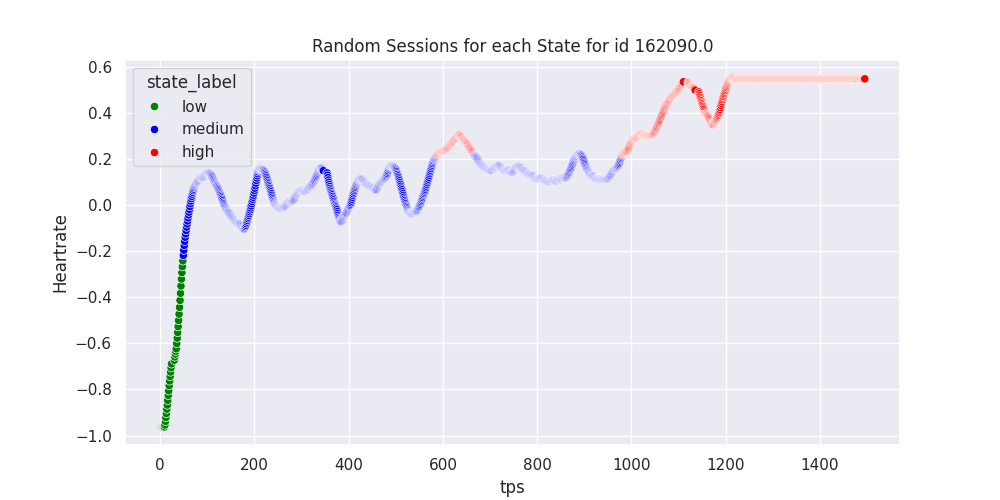 Random Sessions for each State for id 162090.0
state_label
low
medium
high
0.6
0.4
0.2
0.0
−0.2
−0.4
−0.6
−0.8
−1.0
Heartrate
0 200 400 600 800 1000 1200 1400
tps